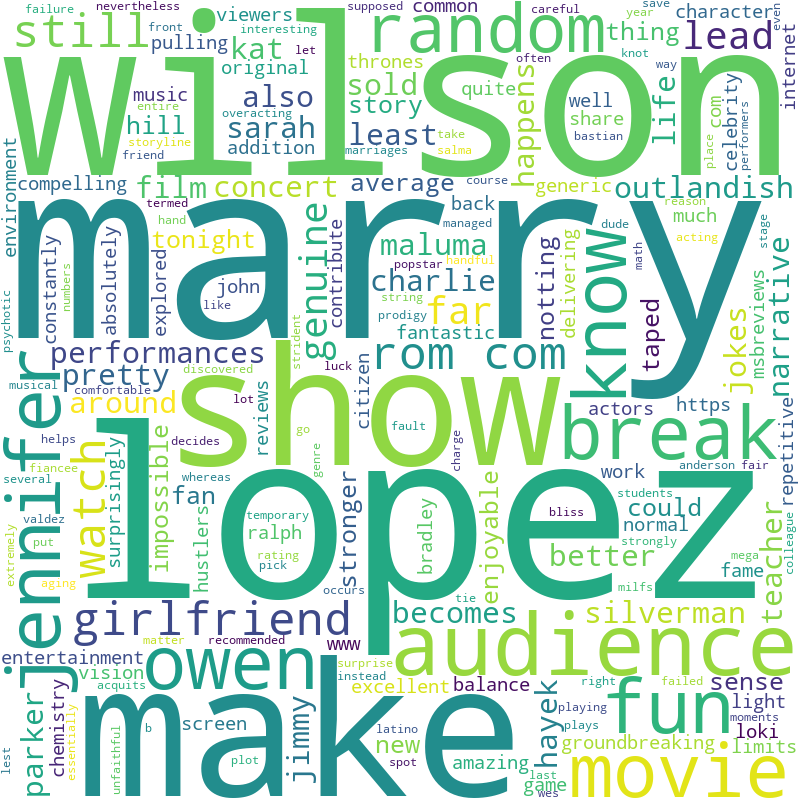 failure
nevertheless
viewers
supposed
common
careful
year
save
character
even
still
front
interesting
random
thing
lead
pulling
kat
let
often
knot
way
internet
original
thrones
wilson
music
entire
also
sold
quite
happens
well
share
life
com
place
celebrity
performers
hill
overacting
sarah
least
story
take
bastian
storyline
friend
addition
marriages
salma
environment
compelling
film
concert
average
course
generic
outlandish
termed
hand
back
reason
much
marry
tonight
genuine
contribute
maluma
managed
dude
acting
stage
numbers
constantly
absolutely
explored
john
like
popstar
handful
charlie
string
math
notting
delivering
know
narrative
psychotic
prodigy
far
fantastic
taped
jokes
msbreviews
performances
strident
luck
citizen
rom com
pretty
discovered
jennifer
musical
comfortable
lot
show
actors
https
repetitive
around
reviews
go
fault
break
helps
surprisingly
impossible
decides
whereas
genre
charge
anderson
fair
fiancee
watch
work
several
fan
hustlers
lopez
stronger
bradley
enjoyable
students
could
valdez
temporary
normal
teacher
colleague
put
ralph
strongly
extremely
rating
bliss
better
mega
fame
aging
pick
occurs
tie
milfs
girlfriend
becomes
silverman
matter
recommended
www
audience
entertainment
owen
surprise
failed
sense
vision
acquits
instead
excellent
balance
right
parker
chemistry
make
hayek
playing
fun
light
moments
screen
jimmy
latino
plays
loki
essentially
unfaithful
b
new
groundbreaking
limits
lest
plot
spot
amazing
last
game
wes
movie